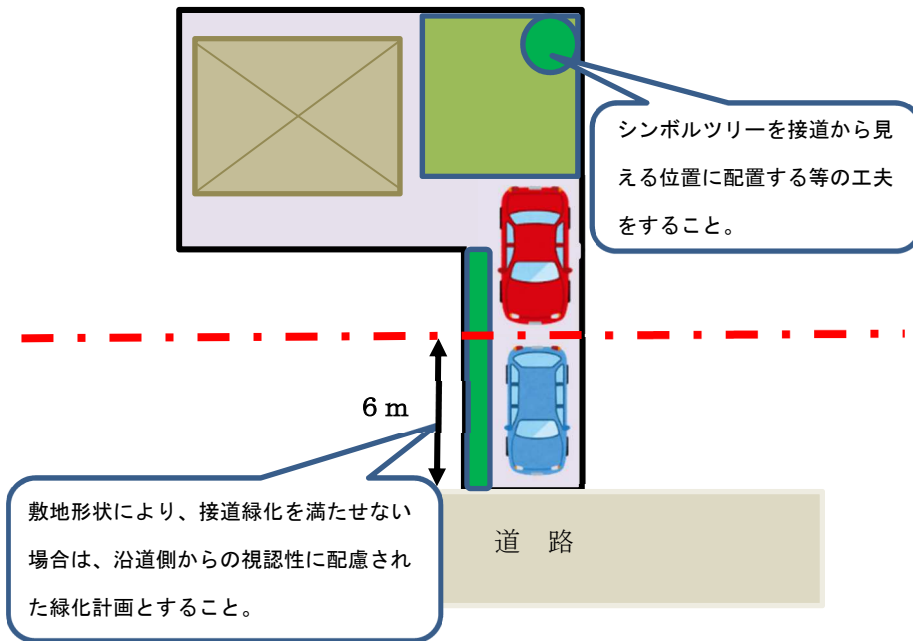 シンボルツリーを接道から見
える位置に配置する等の工夫
をすること。
6ｍ
敷地形状により、接道緑化を満たせない
場合は、沿道側からの視認性に配慮され
た緑化計画とすること。
道　路